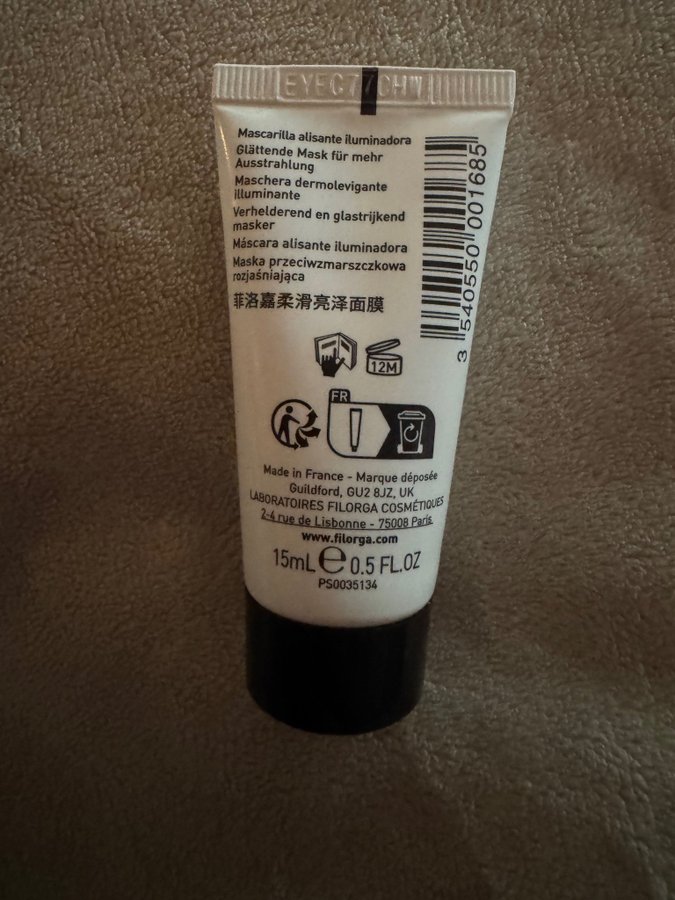 Mascarilla alisante iluminadora
Glättende Mask für mehr
Ausstrahlung
Maschera dermolevigante
illuminante
Verhelderend en glastrijkend
masker
Máscara alisante iluminadora
Maska przeciwzmarszczkowa
rozjaśniająca
菲洛嘉柔滑亮泽面膜
3 540550 001685
12M
FR
Made in France - Marque déposée
Guildford, GU2 8JZ, UK
LABORATOIRES FILORGA COSMÉTIQUES
2-4 rue de Lisbonne - 75008 Paris
www.filorga.com
15mL e 0.5 FL.OZ
PS0035134